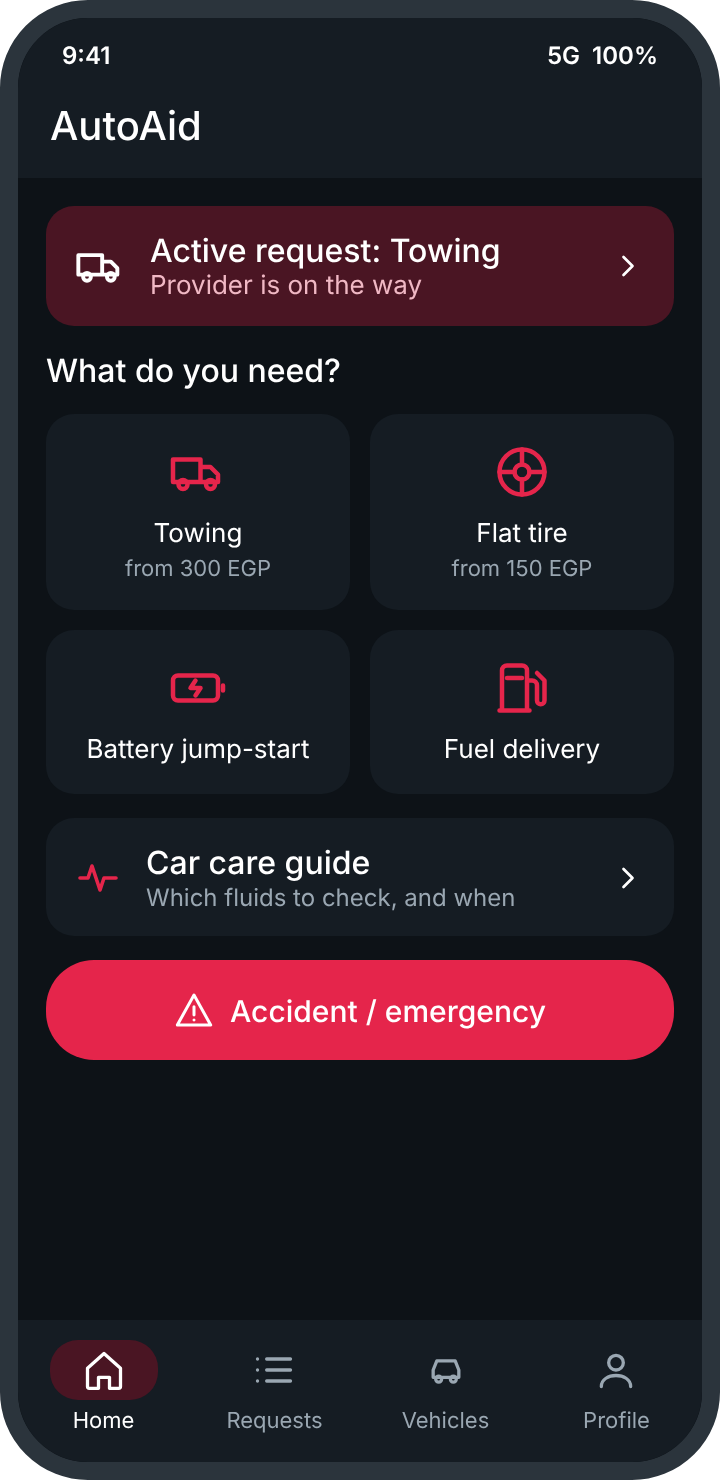 9:41
5G 100%
AutoAid
Active request: Towing
Provider is on the way
What do you need?
Towing
from 300 EGP
Flat tire
from 150 EGP
Battery jump-start
Fuel delivery
Car care guide
Which fluids to check, and when
Accident / emergency
Home
Requests
Vehicles
Profile